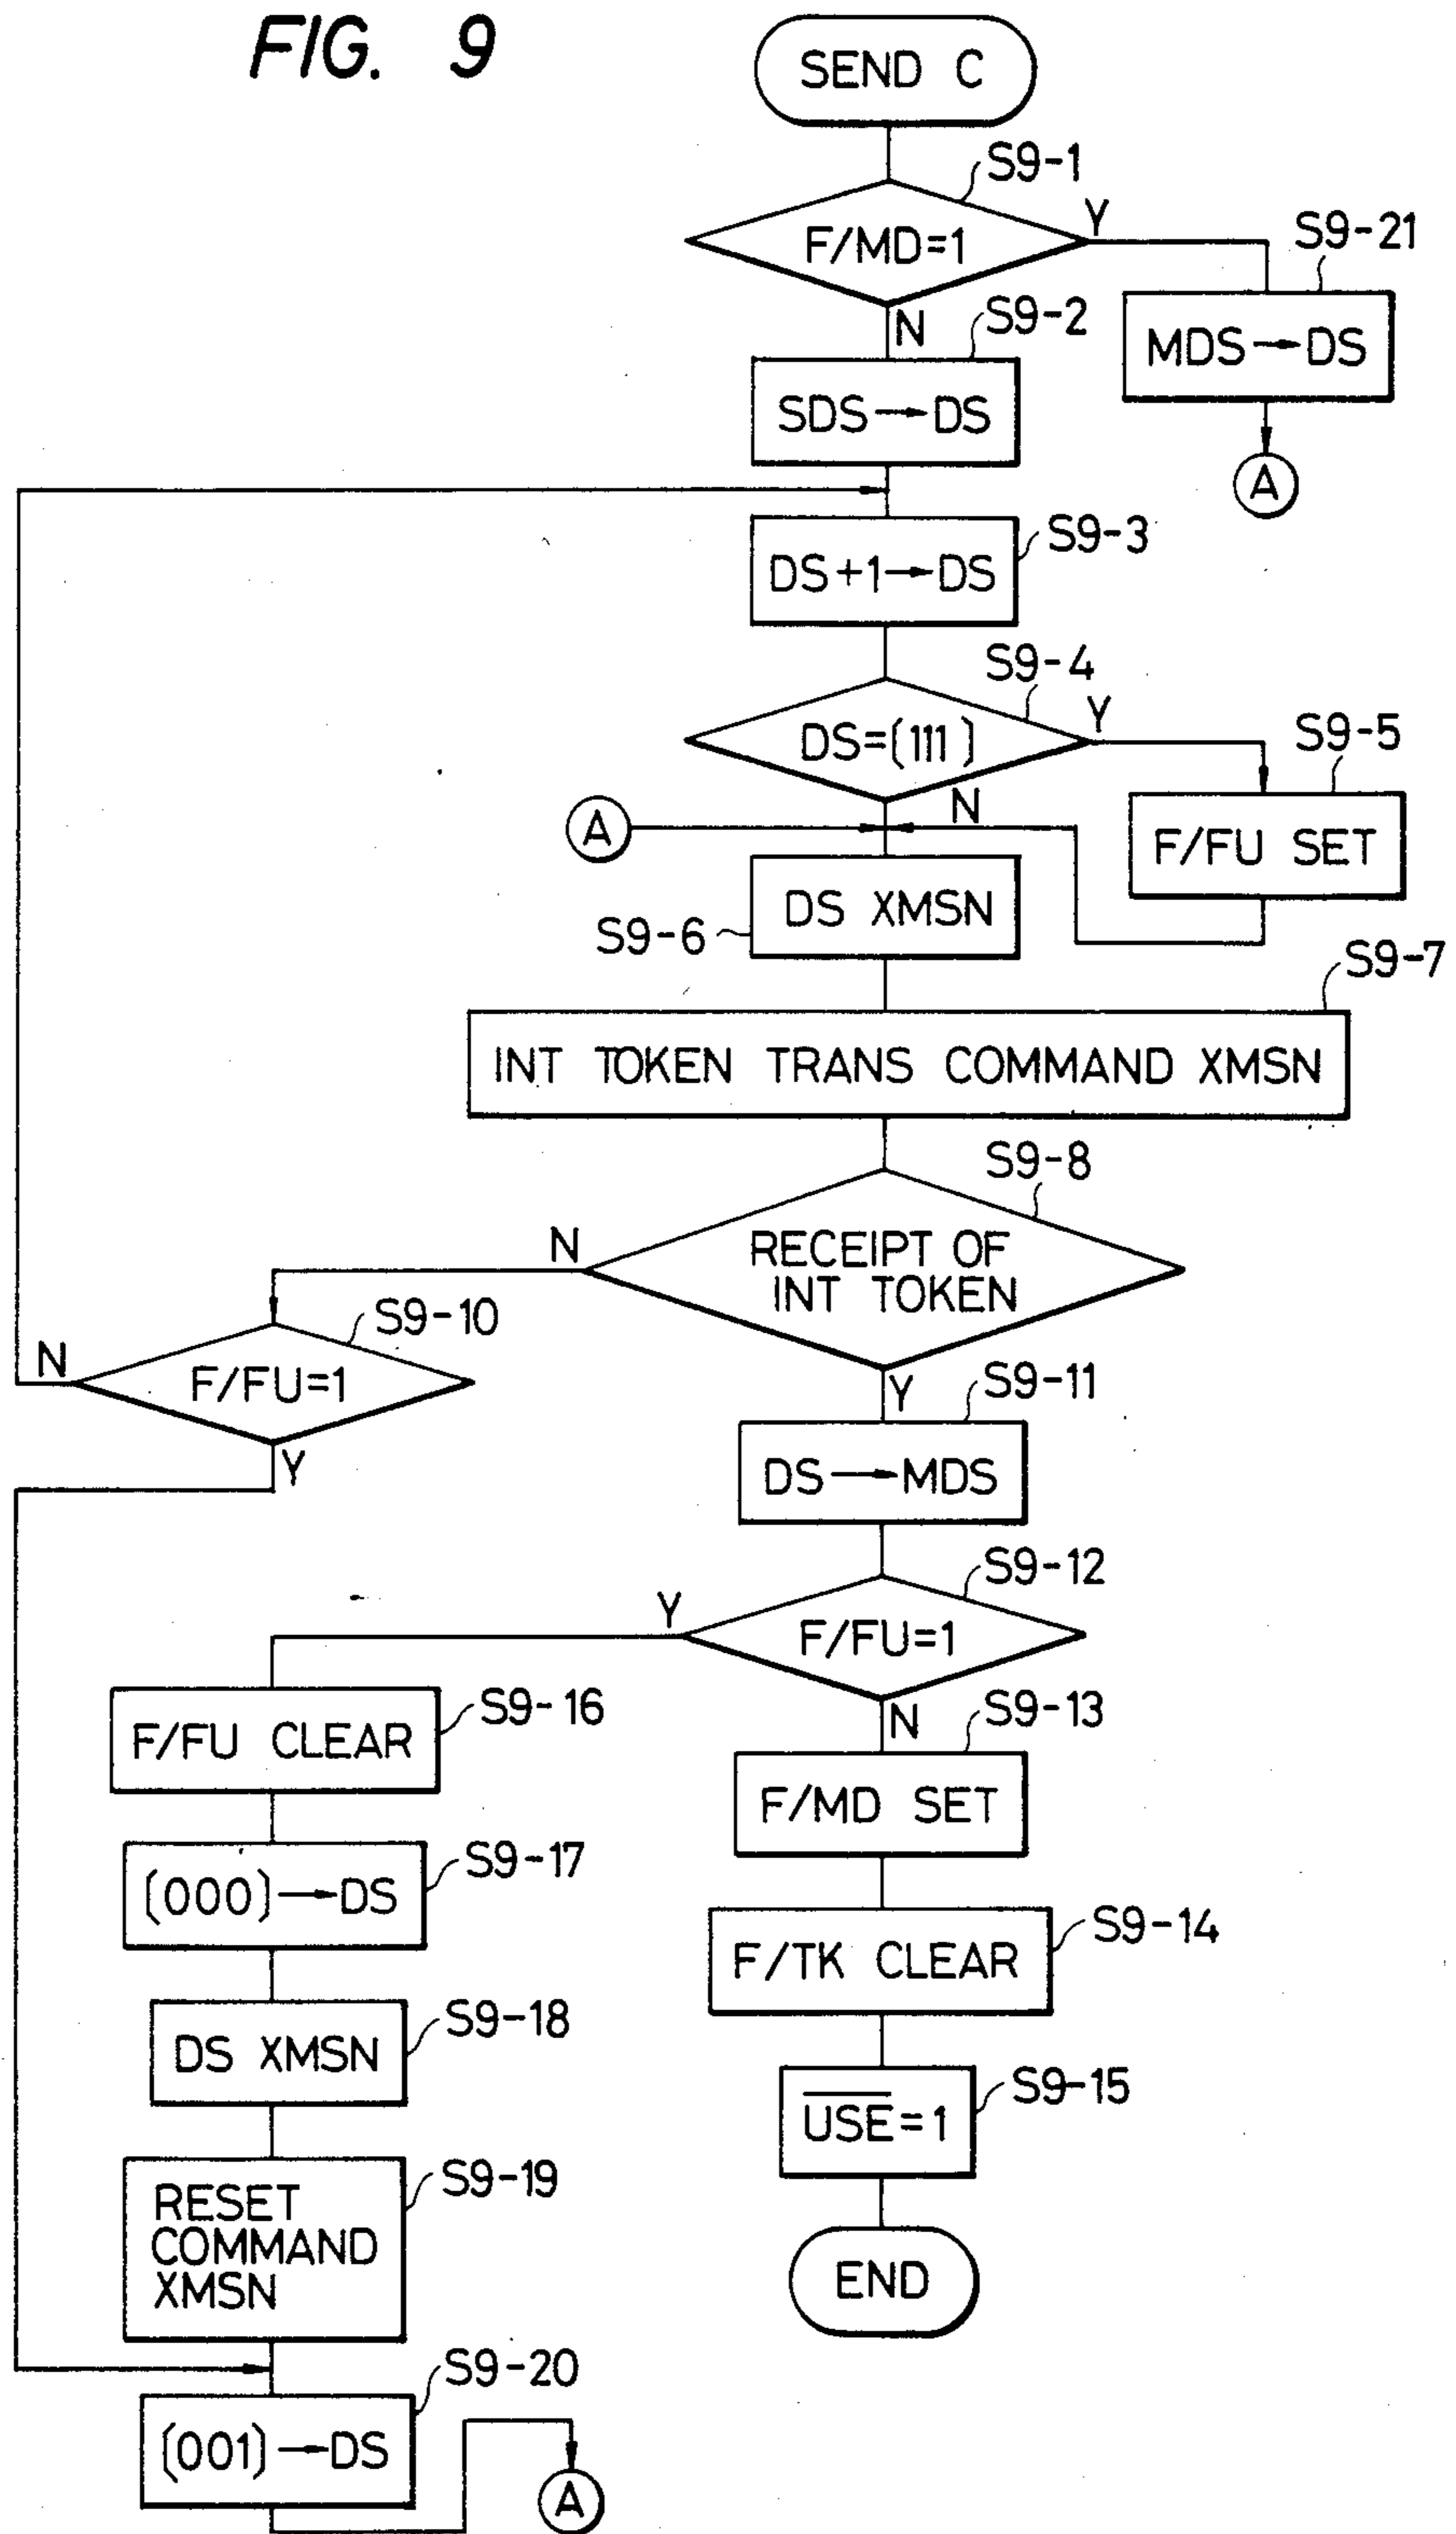 FIG. 9
SEND C
S9-1
F/MD=1
Y
N
S9-21
MDS→DS
A
S9-2
SDS→DS
S9-3
DS+1→DS
S9-4
DS=(111)
Y
N
S9-5
F/FU SET
A
DS XMSN
S9-6
S9-7
INT TOKEN TRANS COMMAND XMSN
S9-8
RECEIPT OF
INT TOKEN
N
Y
S9-10
F/FU=1
N
Y
S9-11
DS→MDS
S9-12
F/FU=1
Y
N
S9-16
F/FU CLEAR
S9-13
F/MD SET
S9-17
(000)→DS
S9-14
F/TK CLEAR
S9-18
DS XMSN
S9-15
U̅S̅E̅=1
S9-19
RESET
COMMAND
XMSN
END
S9-20
(001)→DS
A